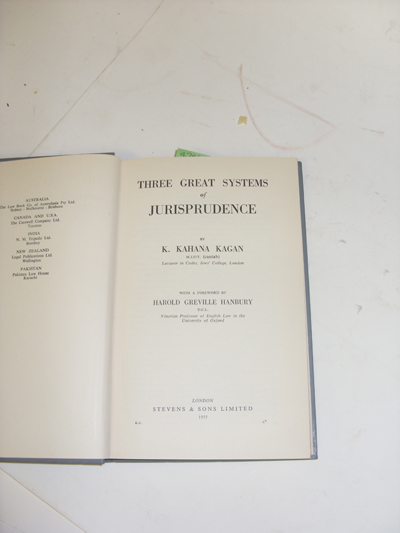 AUSTRALIA
The Law Book Co. of Australasia Pty Ltd.
Sydney : Melbourne : Brisbane
CANADA AND U.S.A.
The Carswell Company Ltd.
Toronto
INDIA
N. M. Tripathi Ltd.
Bombay
NEW ZEALAND
Legal Publications Ltd.
Wellington
PAKISTAN
Pakistan Law House
Karachi
THREE GREAT SYSTEMS
of
JURISPRUDENCE
BY
K. KAHANA KAGAN
M.LITT. (CANTAB)
Lecturer in Codes, Jews' College, London
WITH A FOREWORD BY
HAROLD GREVILLE HANBURY
D.C.L.
Vinerian Professor of English Law in the
University of Oxford
LONDON
STEVENS & SONS LIMITED
1955